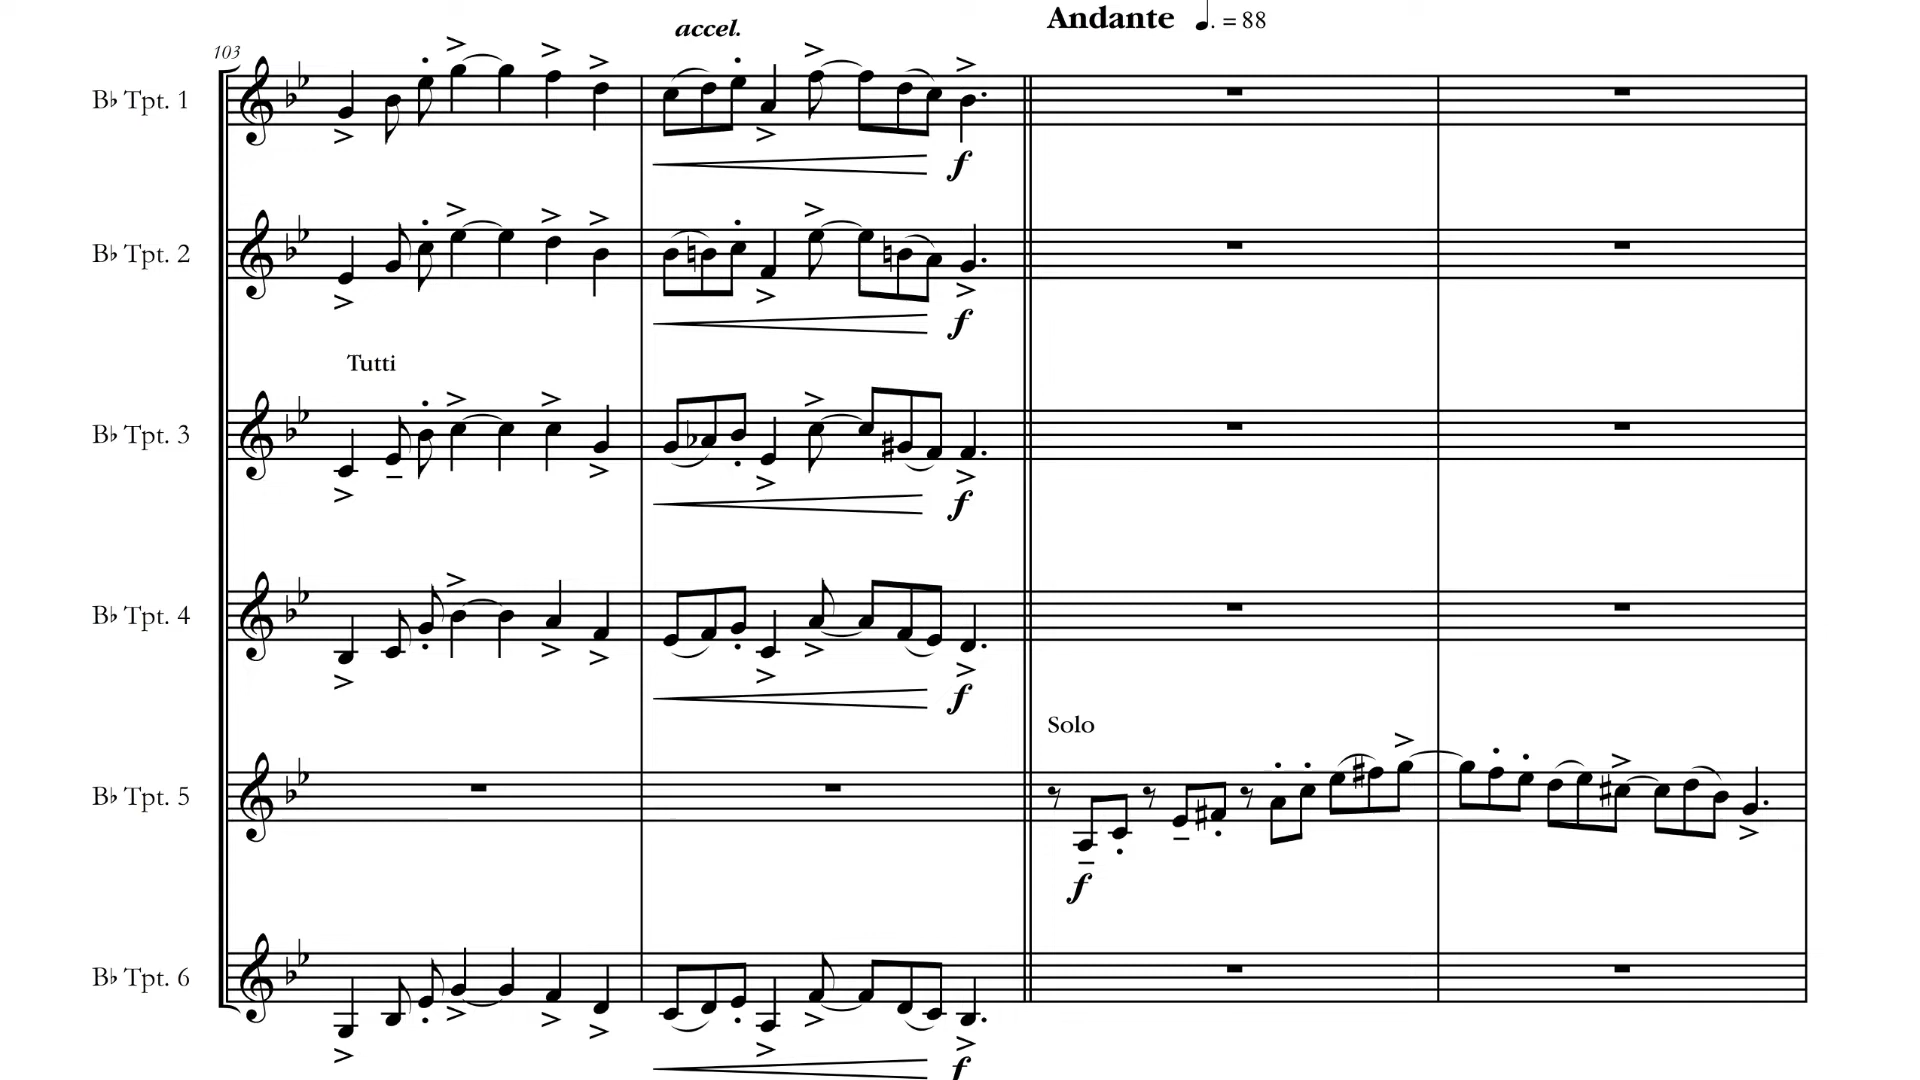 Andante ♩. = 88
accel.
103
B♭ Tpt. 1
f
B♭ Tpt. 2
f
Tutti
B♭ Tpt. 3
f
B♭ Tpt. 4
f
Solo
B♭ Tpt. 5
f
B♭ Tpt. 6
f